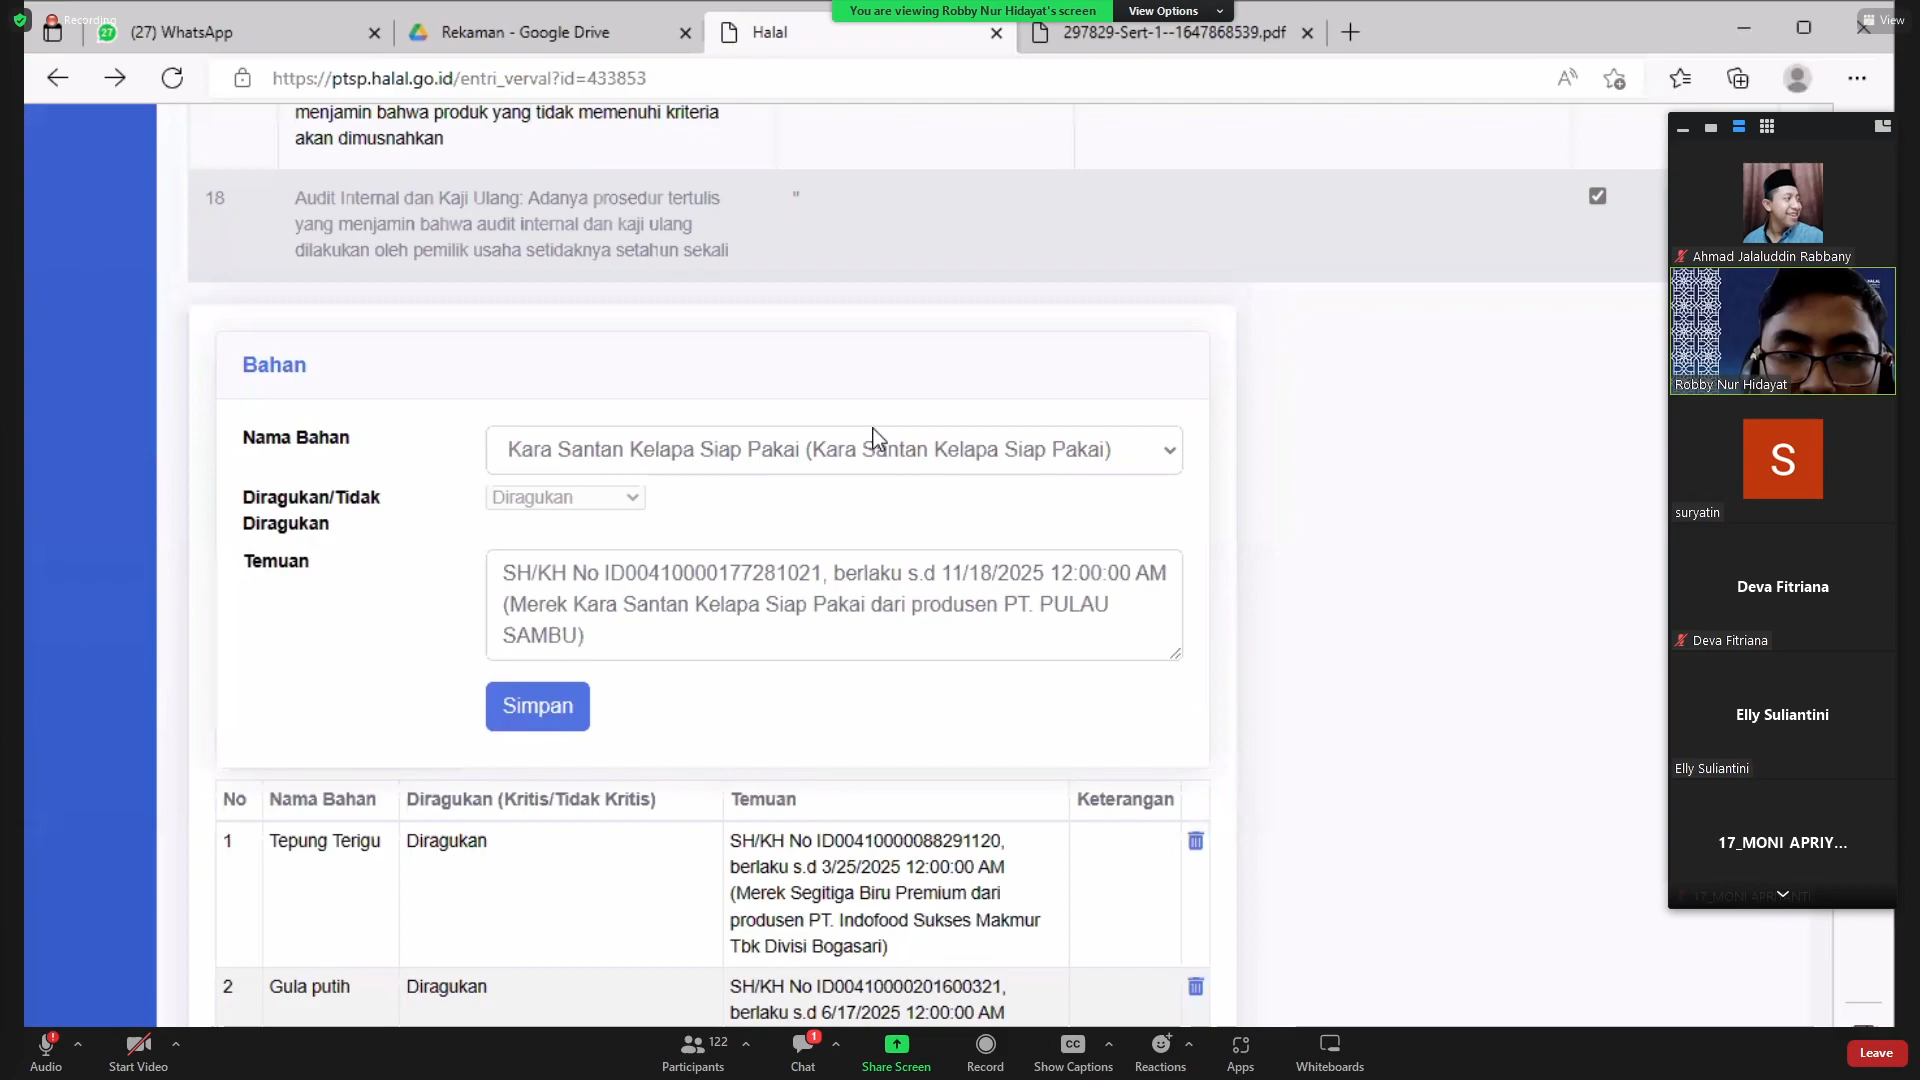 Recording
You are viewing Robby Nur Hidayat's screen
View Options
View
27
(27) WhatsApp
Rekaman - Google Drive
Halal
297829-Sert-1--1647868539.pdf
https://ptsp.halal.go.id/entri_verval?id=433853
menjamin bahwa produk yang tidak memenuhi kriteria
akan dimusnahkan
18
Audit Internal dan Kaji Ulang: Adanya prosedur tertulis
yang menjamin bahwa audit internal dan kaji ulang
dilakukan oleh pemilik usaha setidaknya setahun sekali
"
Bahan
Nama Bahan
Kara Santan Kelapa Siap Pakai (Kara Santan Kelapa Siap Pakai)
Diragukan/Tidak
Diragukan
Diragukan
Temuan
SH/KH No ID00410000177281021, berlaku s.d 11/18/2025 12:00:00 AM
(Merek Kara Santan Kelapa Siap Pakai dari produsen PT. PULAU
SAMBU)
Simpan
No Nama Bahan Diragukan (Kritis/Tidak Kritis) Temuan Keterangan
1 Tepung Terigu Diragukan
SH/KH No ID00410000088291120,
berlaku s.d 3/25/2025 12:00:00 AM
(Merek Segitiga Biru Premium dari
produsen PT. Indofood Sukses Makmur
Tbk Divisi Bogasari)
2 Gula putih Diragukan
SH/KH No ID00410000201600321,
berlaku s.d 6/17/2025 12:00:00 AM
Ahmad Jalaluddin Rabbany
Robby Nur Hidayat
S
suryatin
Deva Fitriana
Deva Fitriana
Elly Suliantini
Elly Suliantini
17_MONI APRIY...
17_MONI APRIYANTI
Audio
Start Video
122
Participants
1
Chat
Share Screen
Record
CC
Show Captions
Reactions
Apps
Whiteboards
Leave